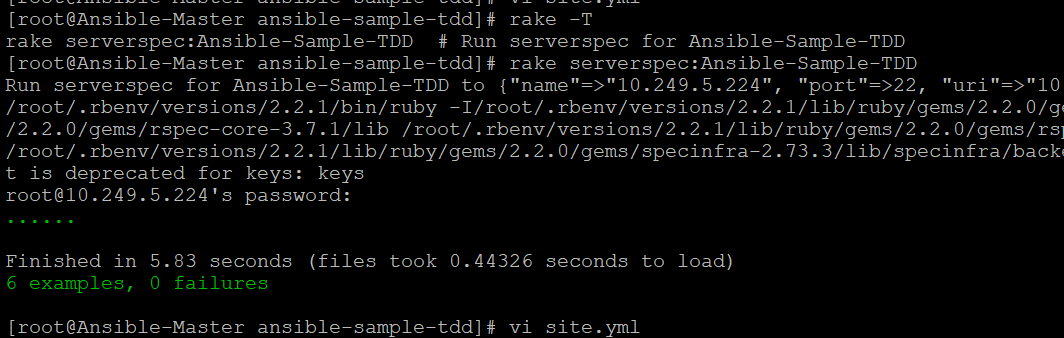 vi site.yml
[root@Ansible-Master ansible-sample-tdd]# rake -T
rake serverspec:Ansible-Sample-TDD  # Run serverspec for Ansible-Sample-TDD
[root@Ansible-Master ansible-sample-tdd]# rake serverspec:Ansible-Sample-TDD
Run serverspec for Ansible-Sample-TDD to {"name"=>"10.249.5.224", "port"=>22, "uri"=>"10
/root/.rbenv/versions/2.2.1/bin/ruby -I/root/.rbenv/versions/2.2.1/lib/ruby/gems/2.2.0/ge
/2.2.0/gems/rspec-core-3.7.1/lib /root/.rbenv/versions/2.2.1/lib/ruby/gems/2.2.0/gems/rsp
/root/.rbenv/versions/2.2.1/lib/ruby/gems/2.2.0/gems/specinfra-2.73.3/lib/specinfra/backe
t is deprecated for keys: keys
root@10.249.5.224's password:
......
Finished in 5.83 seconds (files took 0.44326 seconds to load)
6 examples, 0 failures
[root@Ansible-Master ansible-sample-tdd]# vi site.yml